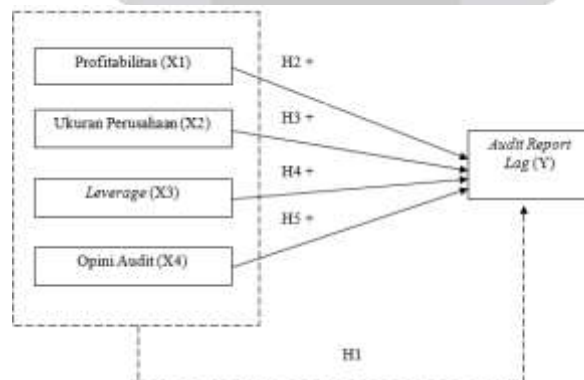 Profitabilitas (X1)
H2 +
Ukuran Perusahaan (X2)
H3 +
Audit Report
Lag (Y)
H4 +
Leverage (X3)
H5 +
Opini Audit (X4)
H1